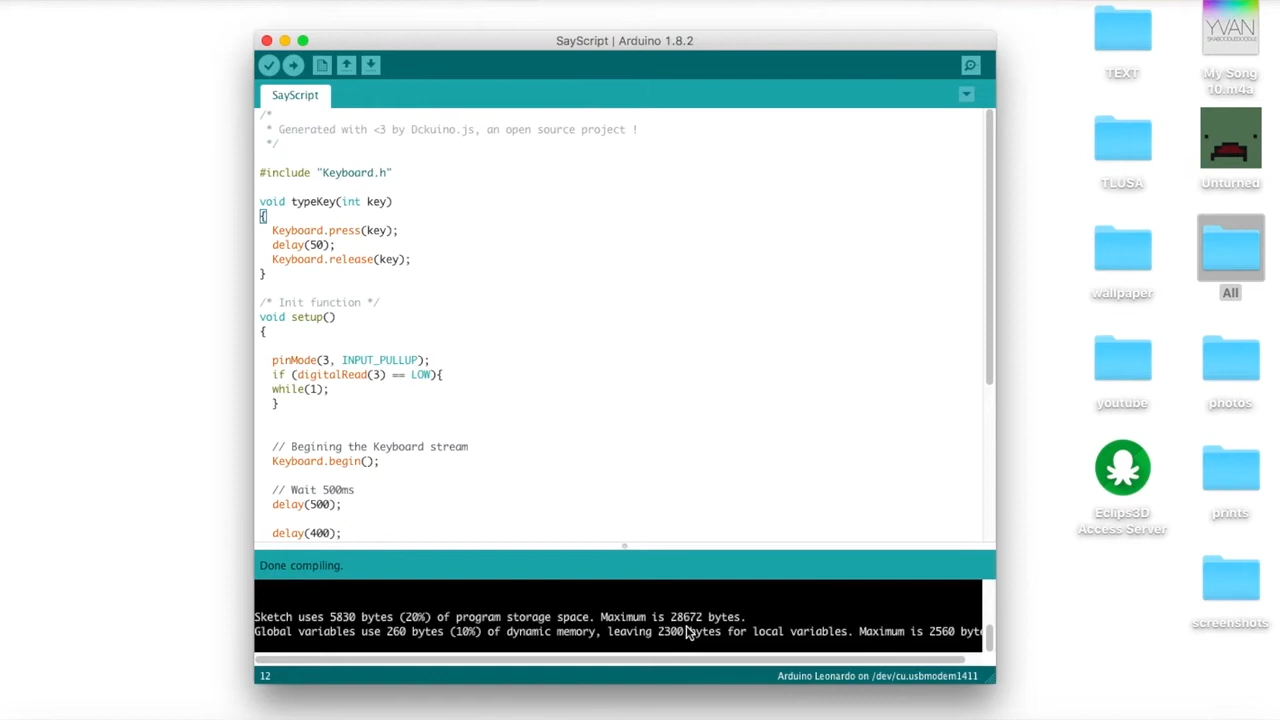 SayScript | Arduino 1.8.2
SayScript
/*
* Generated with <3 by Dckuino.js, an open source project !
*/
#include "Keyboard.h"
void typeKey(int key)
{
Keyboard.press(key);
delay(50);
Keyboard.release(key);
}
/* Init function */
void setup()
{
pinMode(3, INPUT_PULLUP);
if (digitalRead(3) == LOW){
while(1);
}
// Begining the Keyboard stream
Keyboard.begin();
// Wait 500ms
delay(500);
delay(400);
Done compiling.
Sketch uses 5830 bytes (20%) of program storage space. Maximum is 28672 bytes.
Global variables use 260 bytes (10%) of dynamic memory, leaving 2300 bytes for local variables. Maximum is 2560 byte
12
Arduino Leonardo on /dev/cu.usbmodem1411
TEXT
YVAN
My Song
10.m4a
TLUSA
Unturned
wallpaper
All
youtube
photos
Eclips3D
Access Server
prints
screenshots